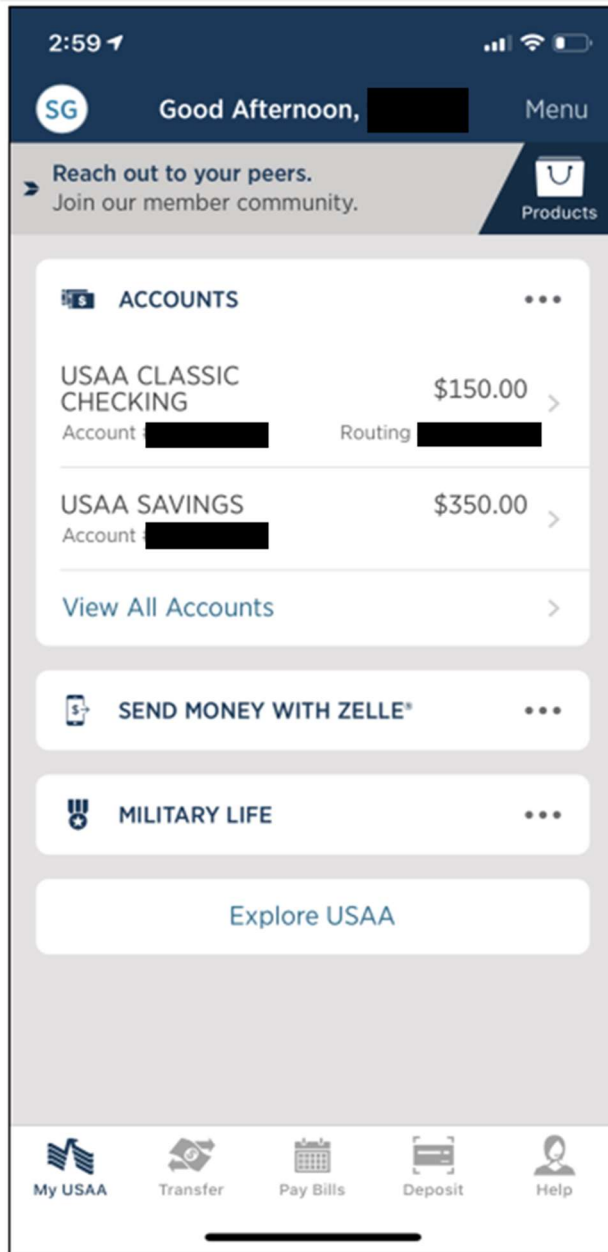 2:59
SG
Good Afternoon,
Menu
Reach out to your peers.
Join our member community.
Products
$
ACCOUNTS
USAA CLASSIC
CHECKING
$150.00
Account
Routing
USAA SAVINGS
$350.00
Account
View All Accounts
$
SEND MONEY WITH ZELLE®
MILITARY LIFE
Explore USAA
My USAA
Transfer
Pay Bills
Deposit
Help